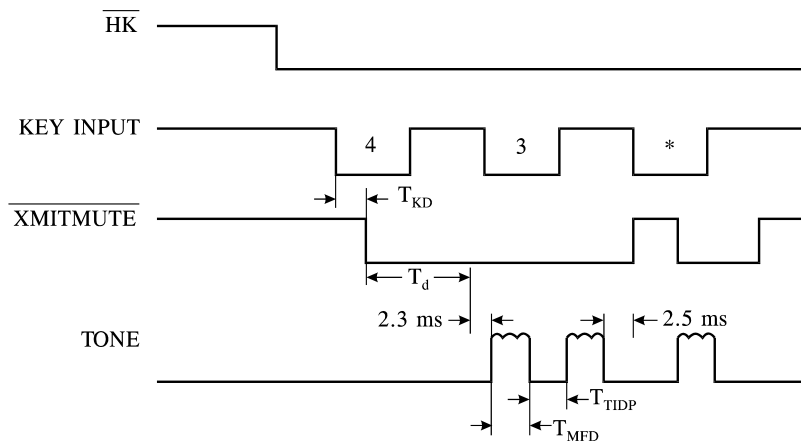 HK
KEY INPUT
4
3
*
T_KD
XMITMUTE
T_d
2.3 ms
2.5 ms
TONE
T_TIDP
T_MFD